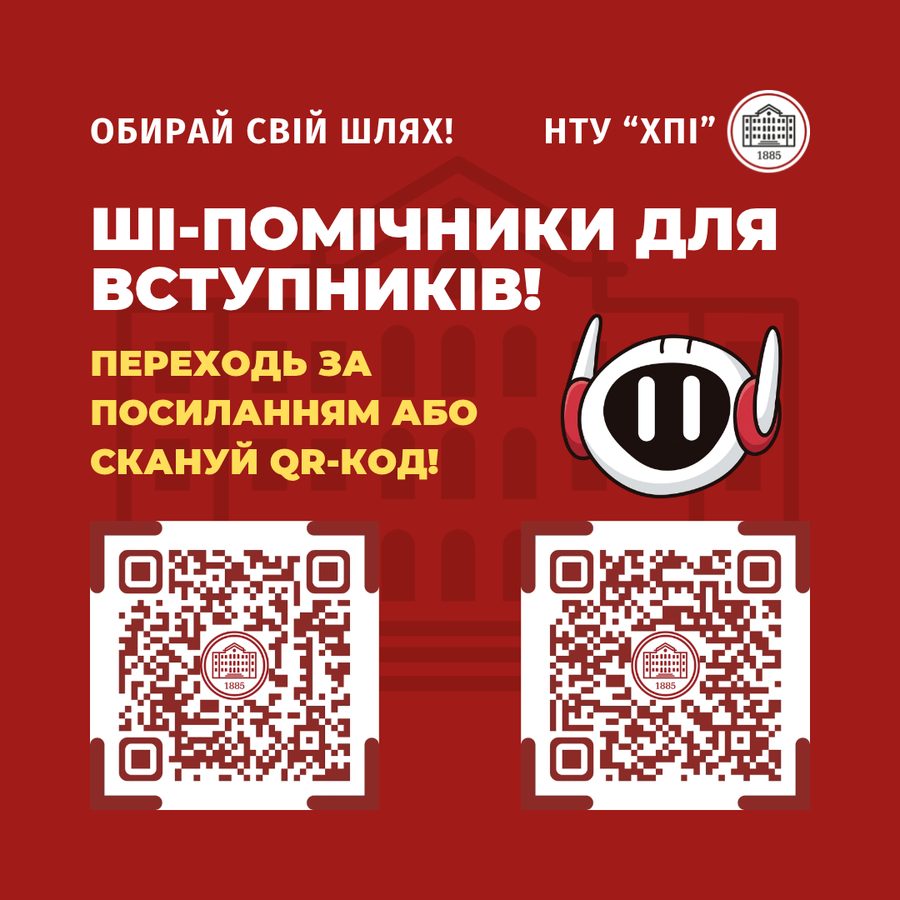 ОБИРАЙ СВІЙ ШЛЯХ!
НТУ “ХПІ”
1885
ШІ-ПОМІЧНИКИ ДЛЯ
ВСТУПНИКІВ!
ПЕРЕХОДЬ ЗА
ПОСИЛАННЯМ АБО
СКАНУЙ QR-КОД!
1885
1885